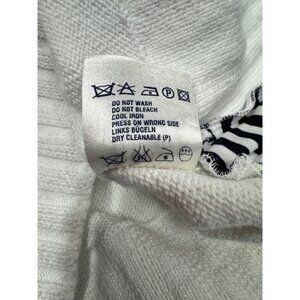 P
DO NOT WASH
DO NOT BLEACH
COOL IRON
PRESS ON WRONG SIDE
LINKS BÜGELN
DRY CLEANABLE (P)